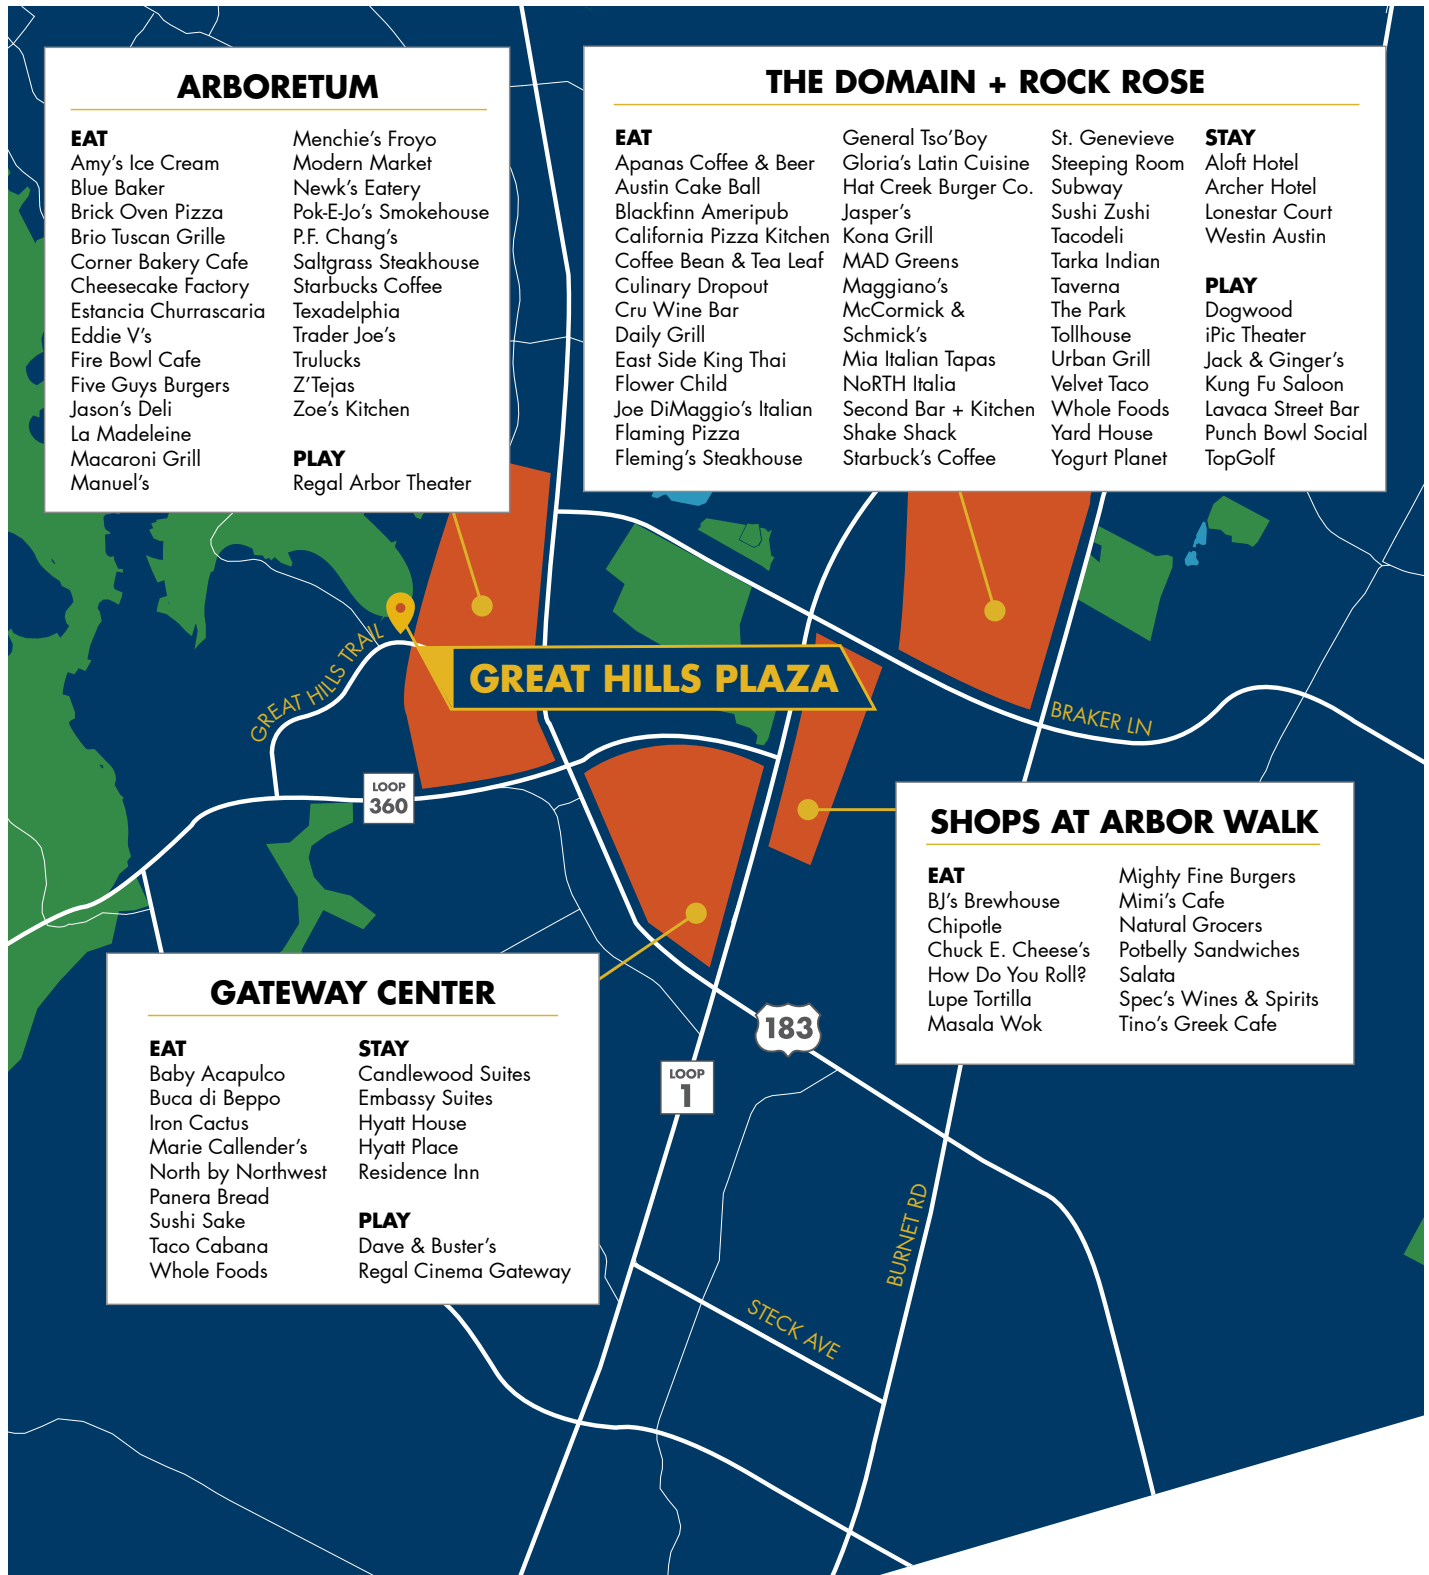 ARBORETUM
EAT
Amy's Ice Cream
Blue Baker
Brick Oven Pizza
Brio Tuscan Grille
Corner Bakery Cafe
Cheesecake Factory
Estancia Churrascaria
Eddie V's
Fire Bowl Cafe
Five Guys Burgers
Jason's Deli
La Madeleine
Macaroni Grill
Manuel's
Menchie's Froyo
Modern Market
Newk's Eatery
Pok-E-Jo's Smokehouse
P.F. Chang's
Saltgrass Steakhouse
Starbucks Coffee
Texadelphia
Trader Joe's
Trulucks
Z'Tejas
Zoe's Kitchen
PLAY
Regal Arbor Theater
THE DOMAIN + ROCK ROSE
EAT
Apanas Coffee & Beer
Austin Cake Ball
Blackfinn Ameripub
California Pizza Kitchen
Coffee Bean & Tea Leaf
Culinary Dropout
Cru Wine Bar
Daily Grill
East Side King Thai
Flower Child
Joe DiMaggio's Italian
Flaming Pizza
Fleming's Steakhouse
General Tso'Boy
Gloria's Latin Cuisine
Hat Creek Burger Co.
Jasper's
Kona Grill
MAD Greens
Maggiano's
McCormick &
Schmick's
Mia Italian Tapas
NoRTH Italia
Second Bar + Kitchen
Shake Shack
Starbuck's Coffee
St. Genevieve
Steeping Room
Subway
Sushi Zushi
Tacodeli
Tarka Indian
Taverna
The Park
Tollhouse
Urban Grill
Velvet Taco
Whole Foods
Yard House
Yogurt Planet
STAY
Aloft Hotel
Archer Hotel
Lonestar Court
Westin Austin
PLAY
Dogwood
iPic Theater
Jack & Ginger's
Kung Fu Saloon
Lavaca Street Bar
Punch Bowl Social
TopGolf
GREAT HILLS TRAIL
GREAT HILLS PLAZA
BRAKER LN
LOOP
360
SHOPS AT ARBOR WALK
EAT
BJ's Brewhouse
Chipotle
Chuck E. Cheese's
How Do You Roll?
Lupe Tortilla
Masala Wok
Mighty Fine Burgers
Mimi's Cafe
Natural Grocers
Potbelly Sandwiches
Salata
Spec's Wines & Spirits
Tino's Greek Cafe
GATEWAY CENTER
EAT
Baby Acapulco
Buca di Beppo
Iron Cactus
Marie Callender's
North by Northwest
Panera Bread
Sushi Sake
Taco Cabana
Whole Foods
STAY
Candlewood Suites
Embassy Suites
Hyatt House
Hyatt Place
Residence Inn
PLAY
Dave & Buster's
Regal Cinema Gateway
183
LOOP
1
BURNET RD
STECK AVE